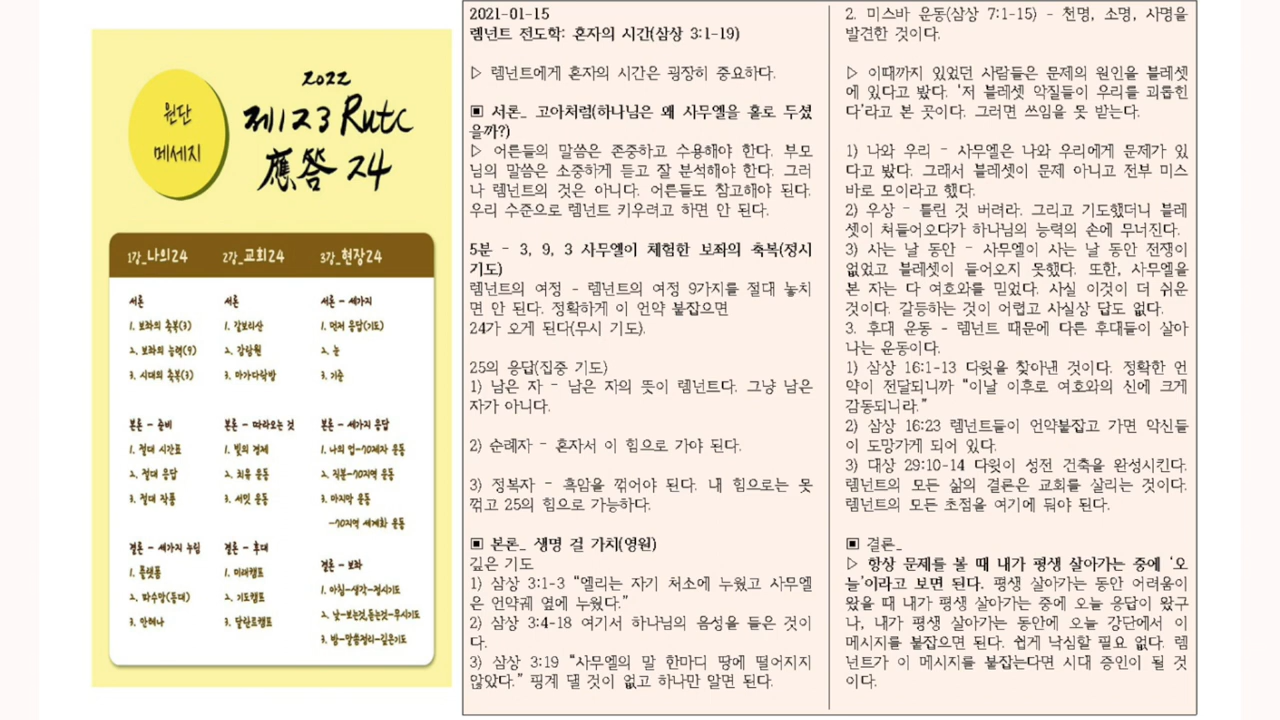 원단
메세지
2022
제123 Rutc
應答 24
1강_나의24
서론
1. 보좌의 축복(3)
2. 보좌의 능력(9)
3. 시대의 축복(3)
본론 - 준비
1. 절대 시간표
2. 절대 응답
3. 절대 작품
결론 - 세가지 누림
1. 플랫폼
2. 파수망(등대)
3. 안테나
2강_교회24
서론
1. 갈보리산
2. 감람원
3. 마가다락방
본론 - 따라오는 것
1. 빛의 경제
2. 치유 운동
3. 서밋 운동
결론 - 후대
1. 미래캠프
2. 기도캠프
3. 달란트캠프
3강_현장24
서론 - 세가지
1. 먼저 응답(기도)
2. 눈
3. 기준
본론 - 세가지 응답
1. 나의 업-70제자 운동
2. 직분-70지역 운동
3. 마지막 운동
-70지역 세계화 운동
결론 - 보좌
1. 아침-생각-정시기도
2. 낮-보는것,듣는것-무시기도
3. 밤-말씀정리-깊은기도
2021-01-15
렘넌트 전도학: 혼자의 시간(삼상 3:1-19)
▷ 렘넌트에게 혼자의 시간은 굉장히 중요하다.
▣ 서론_ 고아처럼(하나님은 왜 사무엘을 홀로 두셨
을까?)
▷ 어른들의 말씀은 존중하고 수용해야 한다. 부모
님의 말씀은 소중하게 듣고 잘 분석해야 한다. 그러
나 렘넌트의 것은 아니다. 어른들도 참고해야 된다.
우리 수준으로 렘넌트 키우려고 하면 안 된다.
5분 - 3, 9, 3 사무엘이 체험한 보좌의 축복(정시
기도)
렘넌트의 여정 - 렘넌트의 여정 9가지를 절대 놓치
면 안 된다. 정확하게 이 언약 붙잡으면
24가 오게 된다(무시 기도).
25의 응답(집중 기도)
1) 남은 자 - 남은 자의 뜻이 렘넌트다. 그냥 남은
자가 아니다.
2) 순례자 - 혼자서 이 힘으로 가야 된다.
3) 정복자 - 흑암을 꺾어야 된다. 내 힘으로는 못
꺾고 25의 힘으로 가능하다.
▣ 본론_ 생명 걸 가치(영원)
깊은 기도
1) 삼상 3:1-3 “엘리는 자기 처소에 누웠고 사무엘
은 언약궤 옆에 누웠다.”
2) 삼상 3:4-18 여기서 하나님의 음성을 들은 것이
다.
3) 삼상 3:19 “사무엘의 말 한마디 땅에 떨어지지
않았다.” 핑계 댈 것이 없고 하나만 알면 된다.
2. 미스바 운동(삼상 7:1-15) - 천명, 소명, 사명을
발견한 것이다.
▷ 이때까지 있었던 사람들은 문제의 원인을 블레셋
에 있다고 봤다. ‘저 블레셋 악질들이 우리를 괴롭힌
다’라고 본 곳이다. 그러면 쓰임을 못 받는다.
1) 나와 우리 - 사무엘은 나와 우리에게 문제가 있
다고 봤다. 그래서 블레셋이 문제 아니고 전부 미스
바로 모이라고 했다.
2) 우상 - 틀린 것 버려라. 그리고 기도했더니 블레
셋이 쳐들어오다가 하나님의 능력의 손에 무너진다.
3) 사는 날 동안 - 사무엘이 사는 날 동안 전쟁이
없었고 블레셋이 들어오지 못했다. 또한, 사무엘을
본 자는 다 여호와를 믿었다. 사실 이것이 더 쉬운
것이다. 갈등하는 것이 어렵고 사실상 답도 없다.
3. 후대 운동 - 렘넌트 때문에 다른 후대들이 살아
나는 운동이다.
1) 삼상 16:1-13 다윗을 찾아낸 것이다. 정확한 언
약이 전달되니까 “이날 이후로 여호와의 신에 크게
감동되니라.”
2) 삼상 16:23 렘넌트들이 언약붙잡고 가면 악신들
이 도망가게 되어 있다.
3) 대상 29:10-14 다윗이 성전 건축을 완성시킨다.
렘넌트의 모든 삶의 결론은 교회를 살리는 것이다.
렘넌트의 모든 초점을 여기에 둬야 된다.
▣ 결론_
▷ 항상 문제를 볼 때 내가 평생 살아가는 중에 ‘오
늘’이라고 보면 된다. 평생 살아가는 동안 어려움이
왔을 때 내가 평생 살아가는 중에 오늘 응답이 왔구
나, 내가 평생 살아가는 동안에 오늘 강단에서 이
메시지를 붙잡으면 된다. 쉽게 낙심할 필요 없다. 렘
넌트가 이 메시지를 붙잡는다면 시대 증인이 될 것
이다.